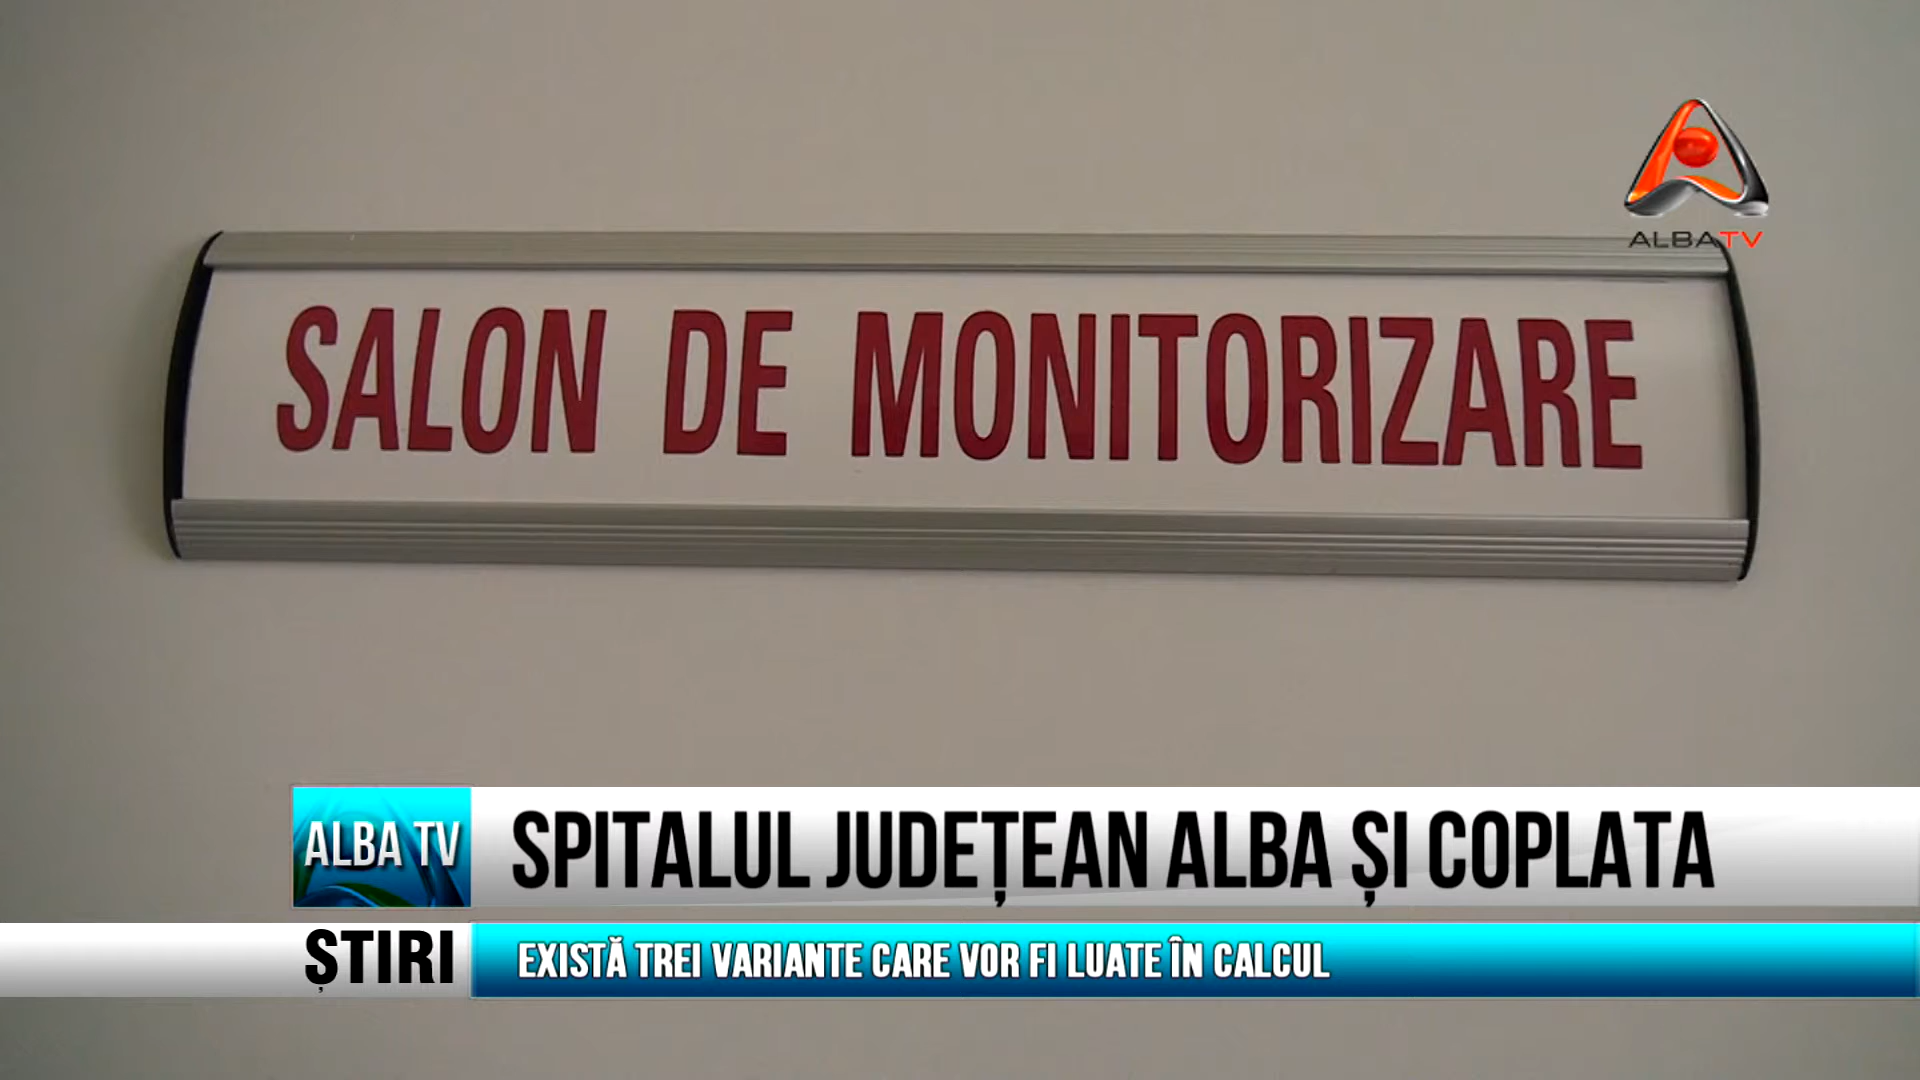 ALBATV
SALON DE MONITORIZARE
ALBA TV
SPITALUL JUDEȚEAN ALBA ȘI COPLATA
ȘTIRI
EXISTĂ TREI VARIANTE CARE VOR FI LUATE ÎN CALCUL